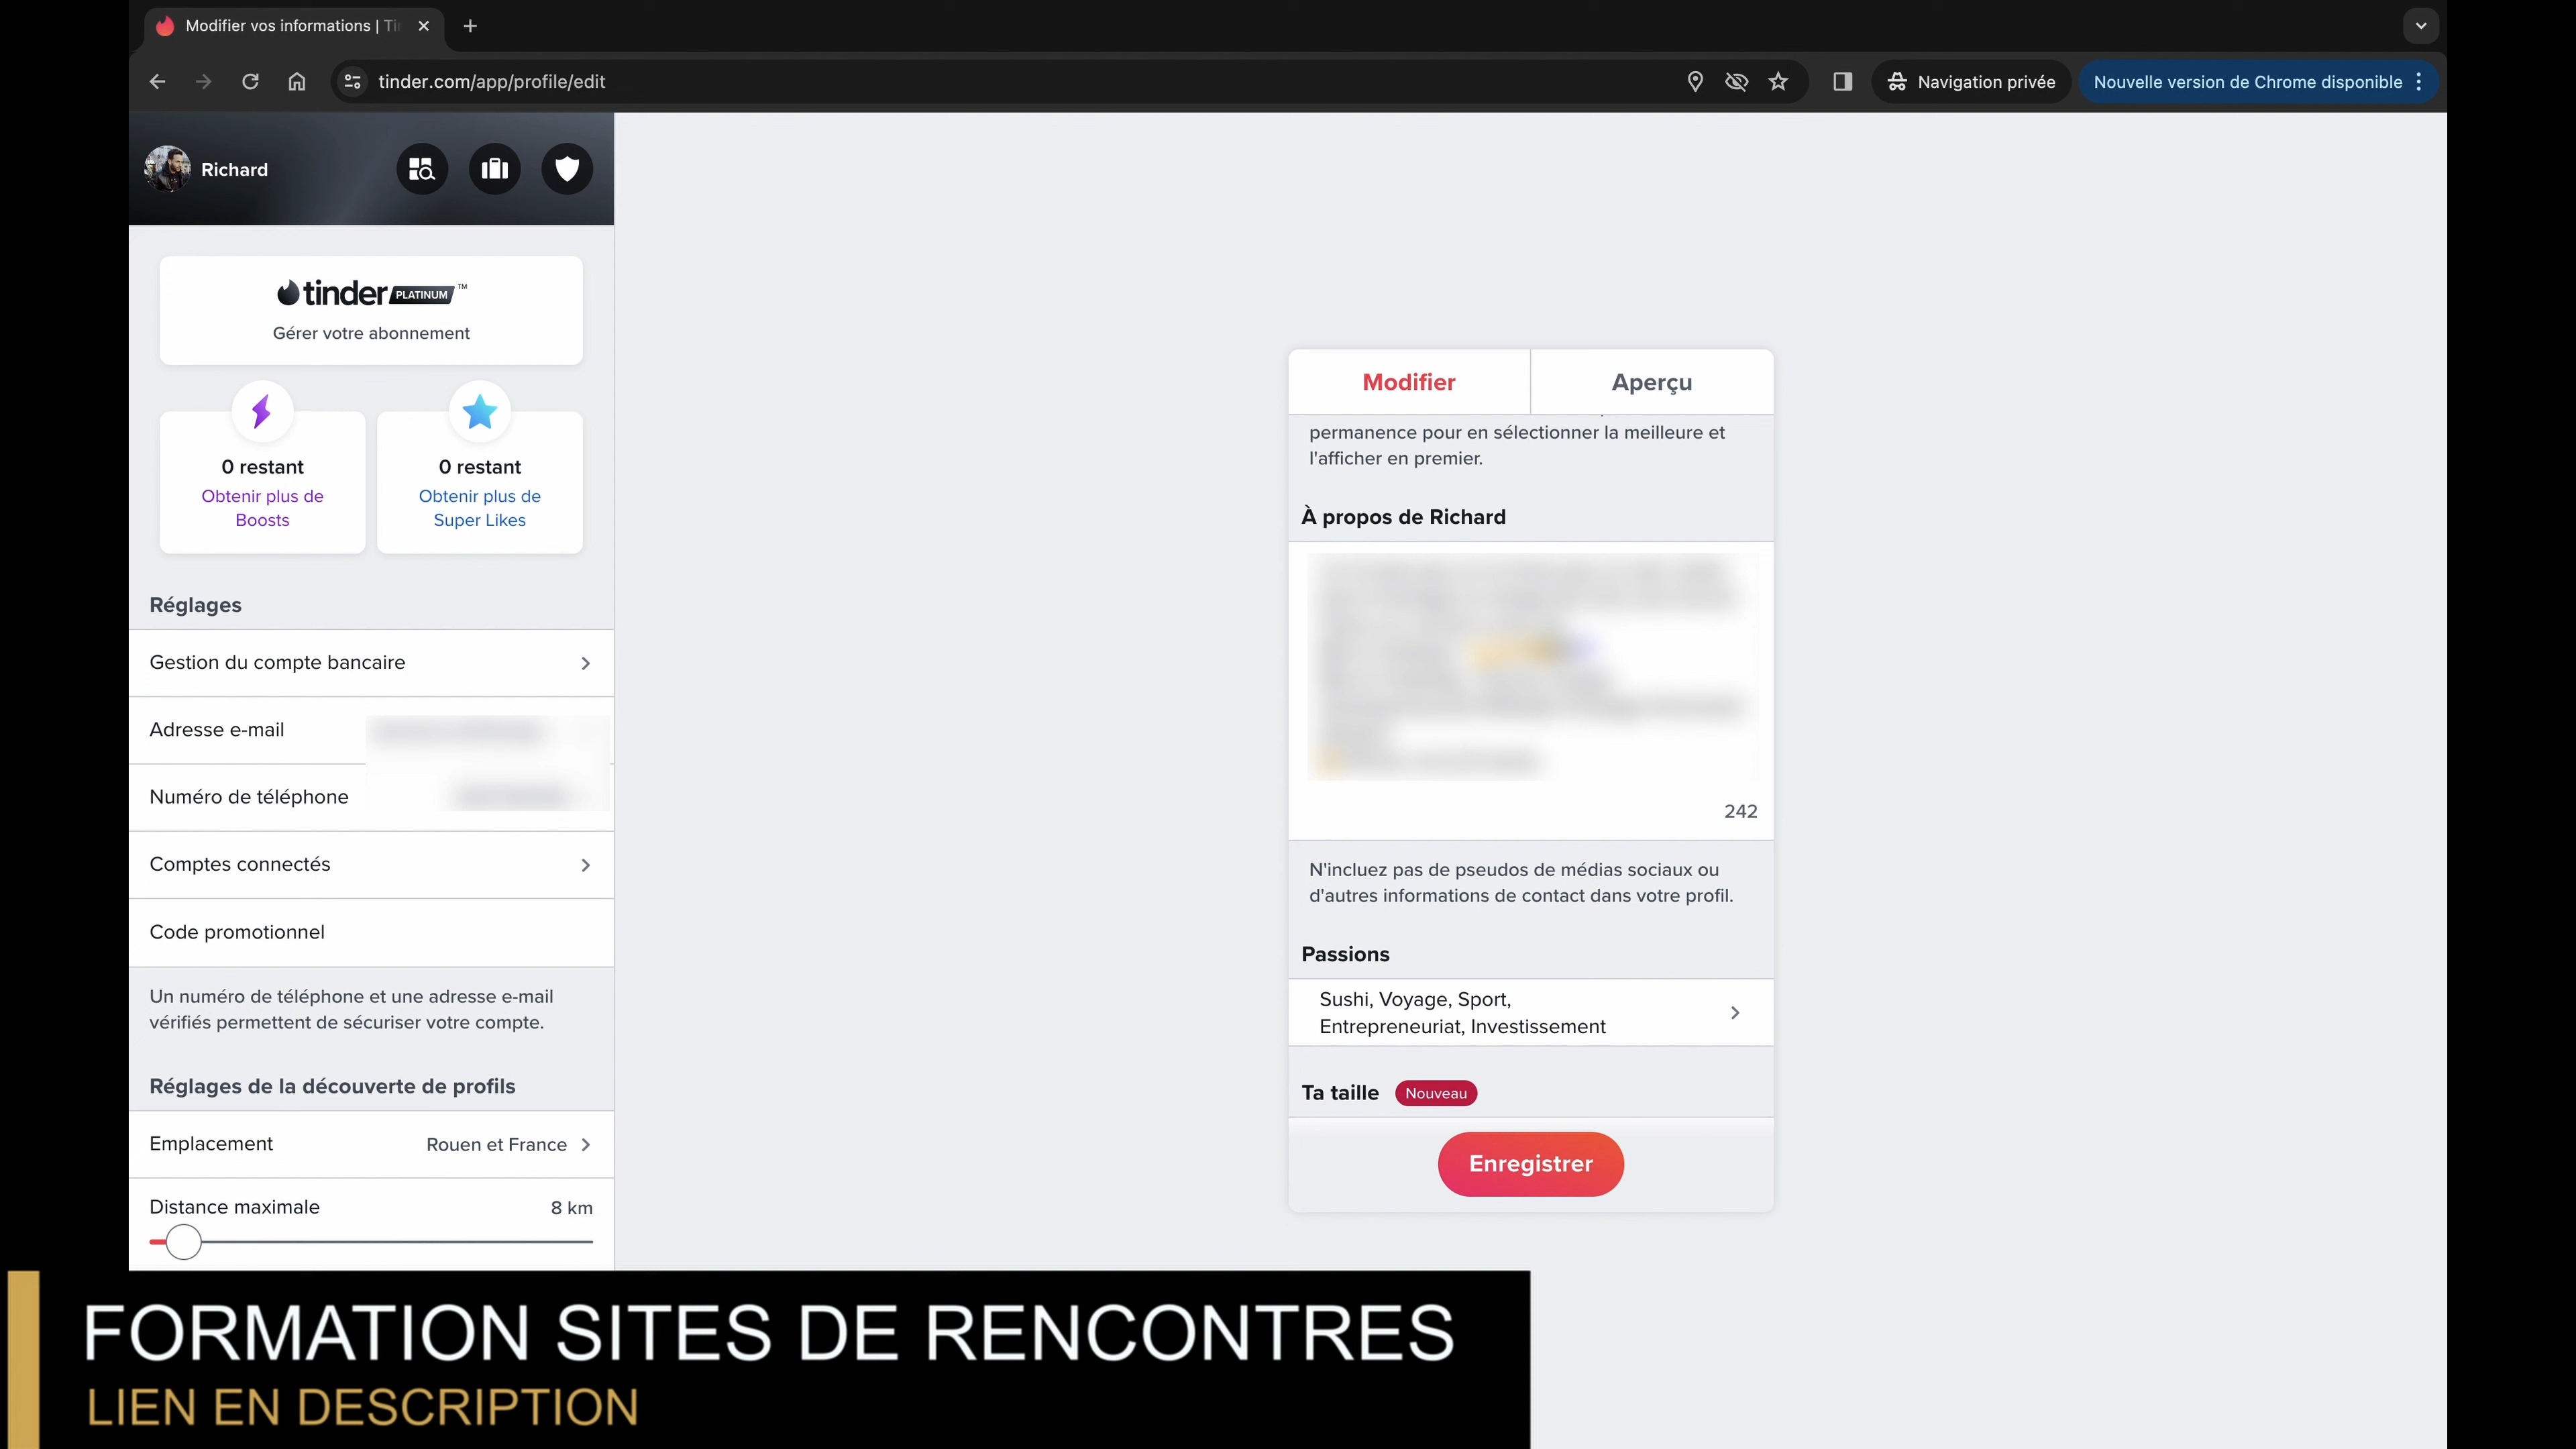 Modifier vos informations | Ti
tinder.com/app/profile/edit
Navigation privée
Nouvelle version de Chrome disponible
Richard
tinder PLATINUM ™
Gérer votre abonnement
0 restant
Obtenir plus de
Boosts
0 restant
Obtenir plus de
Super Likes
Réglages
Gestion du compte bancaire
Adresse e-mail
Numéro de téléphone
Comptes connectés
Code promotionnel
Un numéro de téléphone et une adresse e-mail
vérifiés permettent de sécuriser votre compte.
Réglages de la découverte de profils
Emplacement Rouen et France
Distance maximale 8 km
Modifier Aperçu
permanence pour en sélectionner la meilleure et
l'afficher en premier.
À propos de Richard
242
N'incluez pas de pseudos de médias sociaux ou
d'autres informations de contact dans votre profil.
Passions
Sushi, Voyage, Sport,
Entrepreneuriat, Investissement
Ta taille Nouveau
Enregistrer
FORMATION SITES DE RENCONTRES
LIEN EN DESCRIPTION